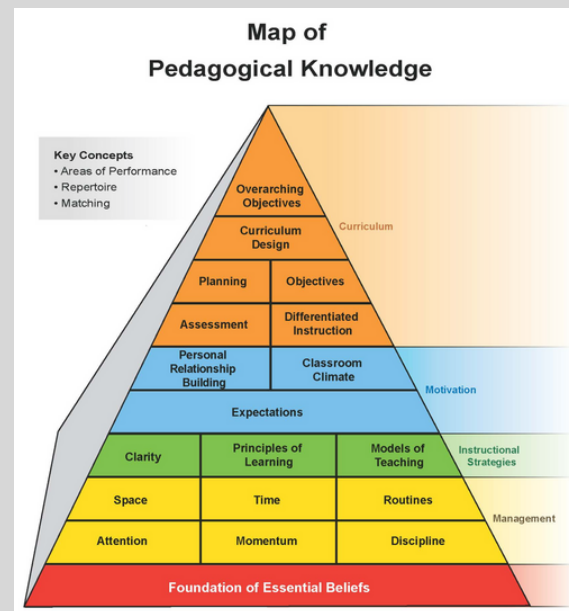 Map of
Pedagogical Knowledge
Key Concepts
• Areas of Performance
• Repertoire
• Matching
Overarching
Objectives
Curriculum
Curriculum
Design
Planning
Objectives
Assessment
Differentiated
Instruction
Personal
Relationship
Building
Classroom
Climate
Motivation
Expectations
Clarity
Principles of
Learning
Models of
Teaching
Instructional
Strategies
Space
Time
Routines
Management
Attention
Momentum
Discipline
Foundation of Essential Beliefs